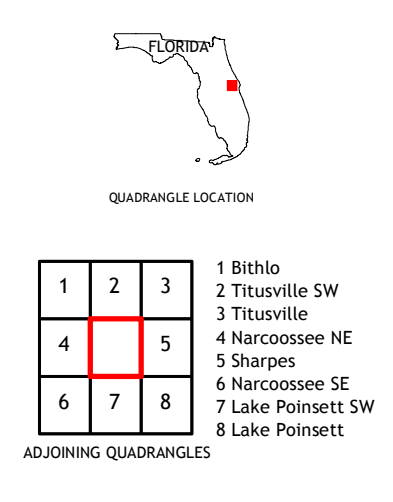 FLORIDA
QUADRANGLE LOCATION
1 2 3
4 5
6 7 8
ADJOINING QUADRANGLES
1 Bithlo
2 Titusville SW
3 Titusville
4 Narcoossee NE
5 Sharpes
6 Narcoossee SE
7 Lake Poinsett SW
8 Lake Poinsett